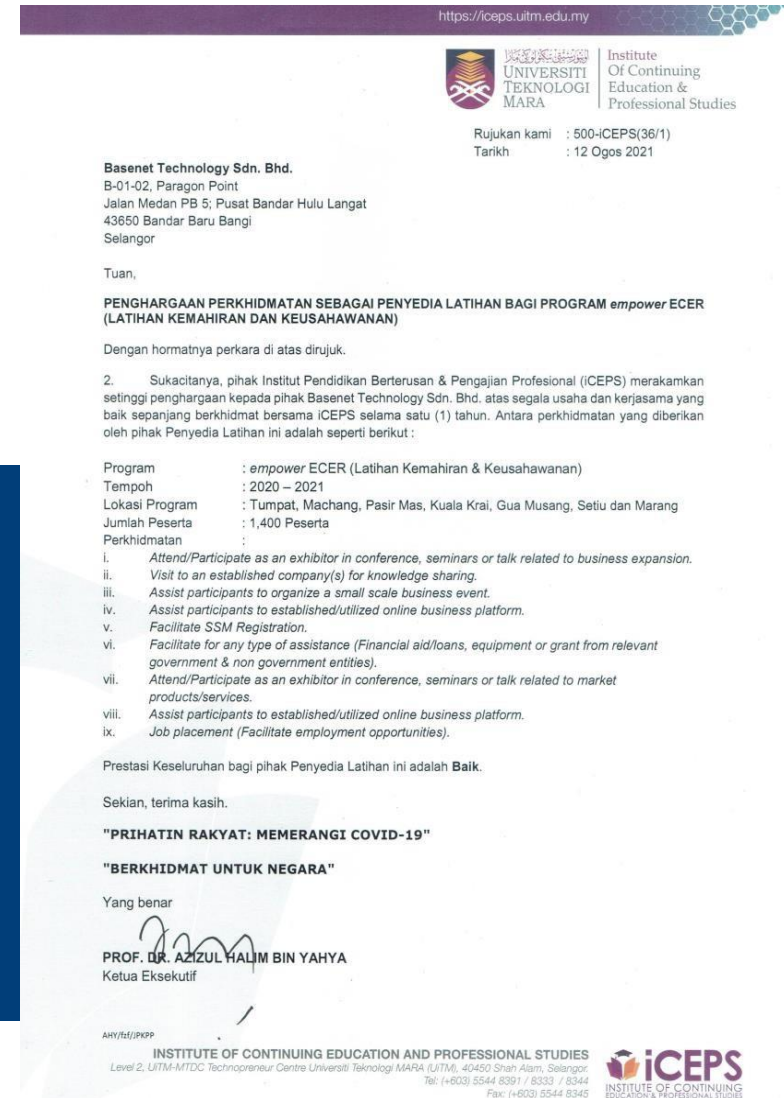 https://iceps.uitm.edu.my
UNIVERSITI
TEKNOLOGI
MARA
Institute
Of Continuing
Education &
Professional Studies
Rujukan kami : 500-iCEPS(36/1)
Tarikh : 12 Ogos 2021
Basenet Technology Sdn. Bhd.
B-01-02, Paragon Point
Jalan Medan PB 5; Pusat Bandar Hulu Langat
43650 Bandar Baru Bangi
Selangor
Tuan,
PENGHARGAAN PERKHIDMATAN SEBAGAI PENYEDIA LATIHAN BAGI PROGRAM empower ECER
(LATIHAN KEMAHIRAN DAN KEUSAHAWANAN)
Dengan hormatnya perkara di atas dirujuk.
2. Sukacitanya, pihak Institut Pendidikan Berterusan & Pengajian Profesional (iCEPS) merakamkan
setinggi penghargaan kepada pihak Basenet Technology Sdn. Bhd. atas segala usaha dan kerjasama yang
baik sepanjang berkhidmat bersama iCEPS selama satu (1) tahun. Antara perkhidmatan yang diberikan
oleh pihak Penyedia Latihan ini adalah seperti berikut :
Program : empower ECER (Latihan Kemahiran & Keusahawanan)
Tempoh : 2020 – 2021
Lokasi Program : Tumpat, Machang, Pasir Mas, Kuala Krai, Gua Musang, Setiu dan Marang
Jumlah Peserta : 1,400 Peserta
Perkhidmatan :
i. Attend/Participate as an exhibitor in conference, seminars or talk related to business expansion.
ii. Visit to an established company(s) for knowledge sharing.
iii. Assist participants to organize a small scale business event.
iv. Assist participants to established/utilized online business platform.
v. Facilitate SSM Registration.
vi. Facilitate for any type of assistance (Financial aid/loans, equipment or grant from relevant
government & non government entities).
vii. Attend/Participate as an exhibitor in conference, seminars or talk related to market
products/services.
viii. Assist participants to established/utilized online business platform.
ix. Job placement (Facilitate employment opportunities).
Prestasi Keseluruhan bagi pihak Penyedia Latihan ini adalah Baik.
Sekian, terima kasih.
"PRIHATIN RAKYAT: MEMERANGI COVID-19"
"BERKHIDMAT UNTUK NEGARA"
Yang benar
PROF. DR. AZIZUL HALIM BIN YAHYA
Ketua Eksekutif
AHY/fzf/JPKPP
INSTITUTE OF CONTINUING EDUCATION AND PROFESSIONAL STUDIES
Level 2, UiTM-MTDC Technopreneur Centre Universiti Teknologi MARA (UiTM), 40450 Shah Alam, Selangor.
Tel: (+603) 5544 8391 / 8333 / 8344
Fax: (+603) 5544 8345
iCEPS
INSTITUTE OF CONTINUING
EDUCATION & PROFESSIONAL STUDIES